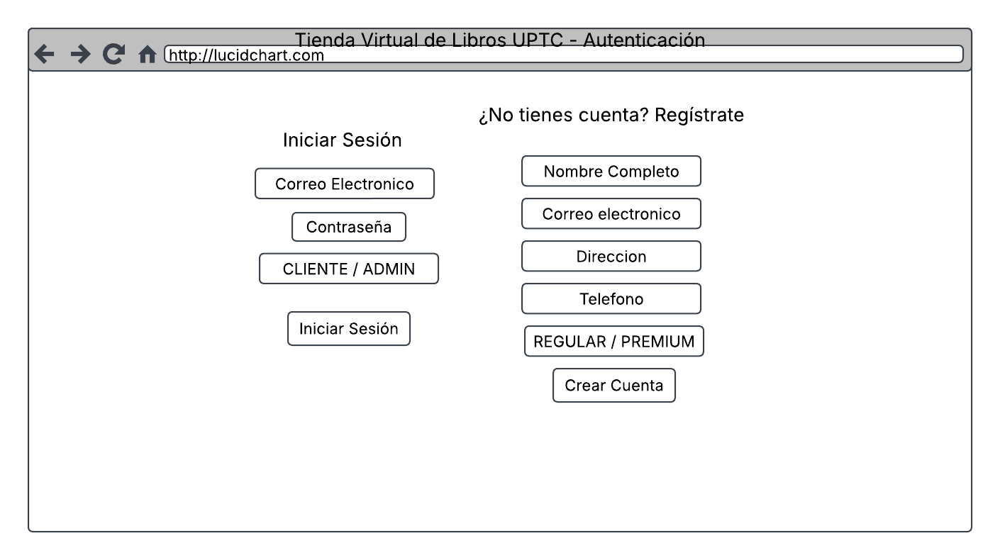 Tienda Virtual de Libros UPTC - Autenticación
http://lucidchart.com
Iniciar Sesión
Correo Electronico
Contraseña
CLIENTE / ADMIN
Iniciar Sesión
¿No tienes cuenta? Regístrate
Nombre Completo
Correo electronico
Direccion
Telefono
REGULAR / PREMIUM
Crear Cuenta